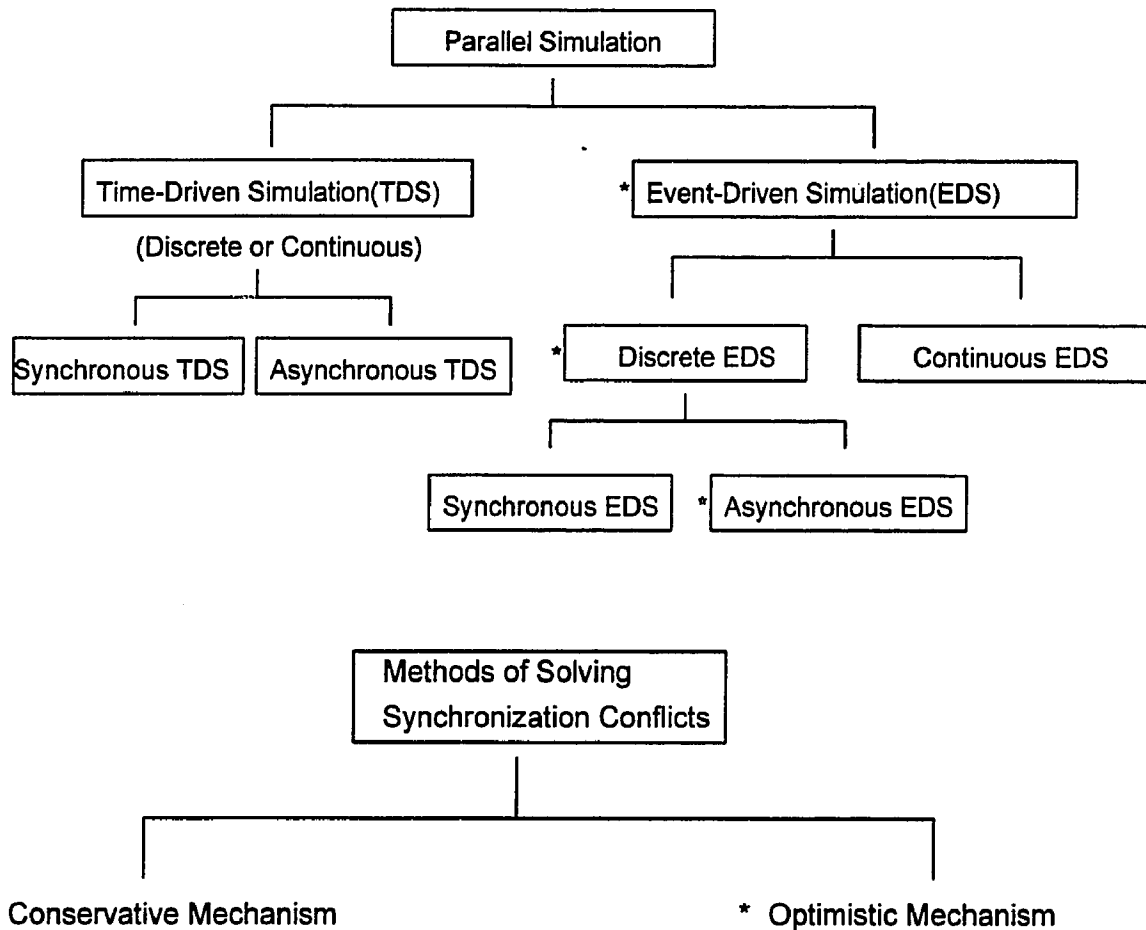 Parallel Simulation
Time-Driven Simulation(TDS)
* Event-Driven Simulation(EDS)
(Discrete or Continuous)
Synchronous TDS
Asynchronous TDS
* Discrete EDS
Continuous EDS
Synchronous EDS
* Asynchronous EDS
Methods of Solving
Synchronization Conflicts
Conservative Mechanism
* Optimistic Mechanism